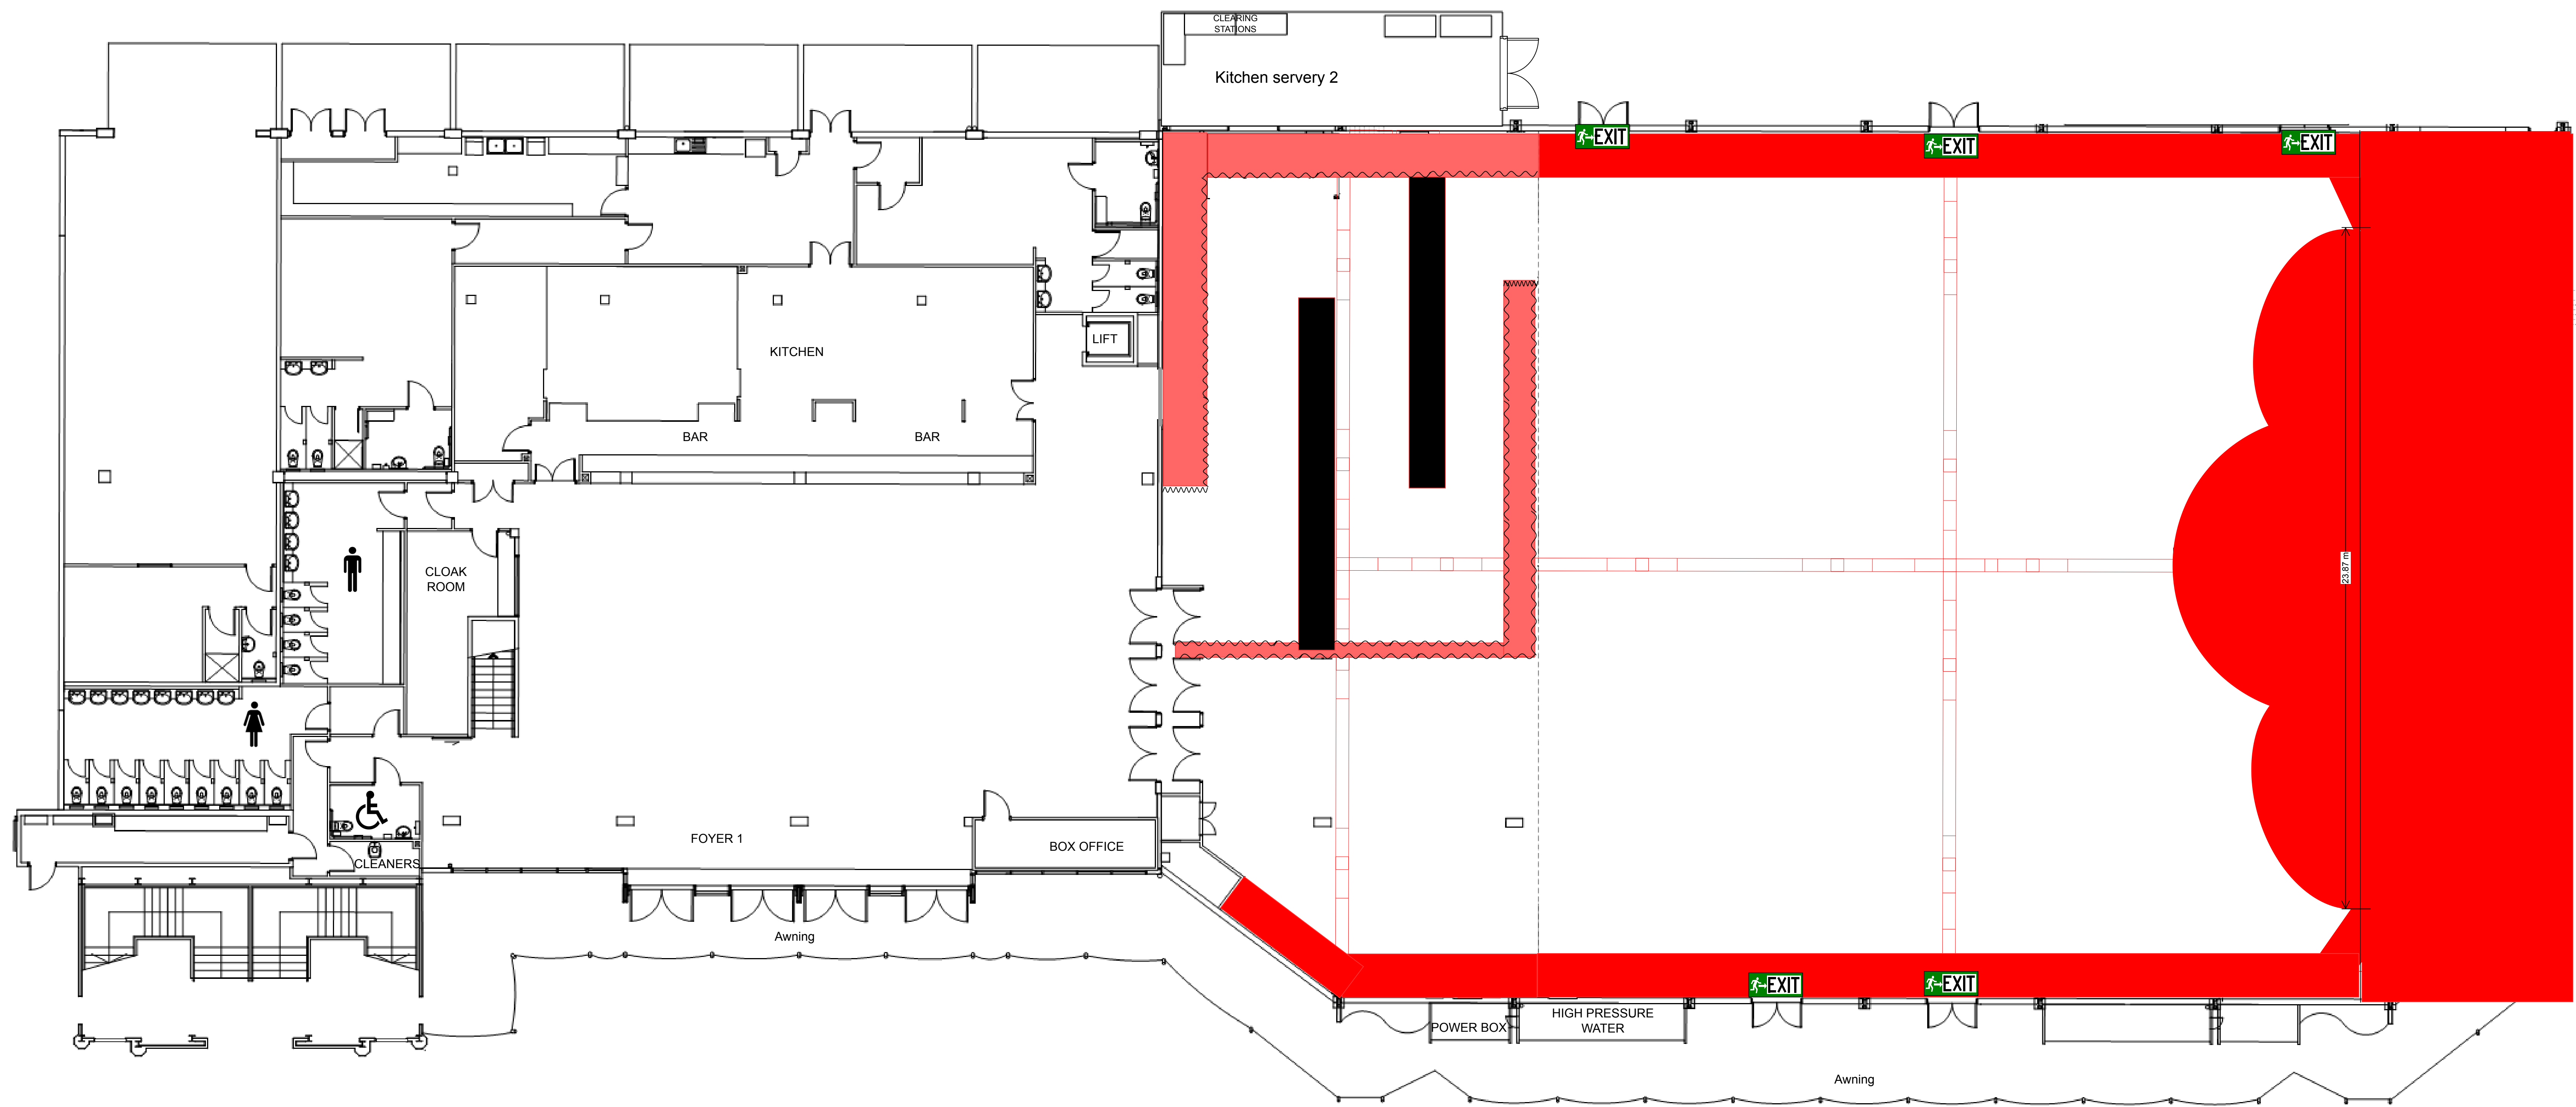 CLEARING
STATIONS
Kitchen servery 2
EXIT
EXIT
EXIT
LIFT
KITCHEN
BAR
BAR
CLOAK
ROOM
23.87 m
FOYER 1
BOX OFFICE
CLEANERS
Awning
EXIT
EXIT
POWER BOX
HIGH PRESSURE
WATER
Awning